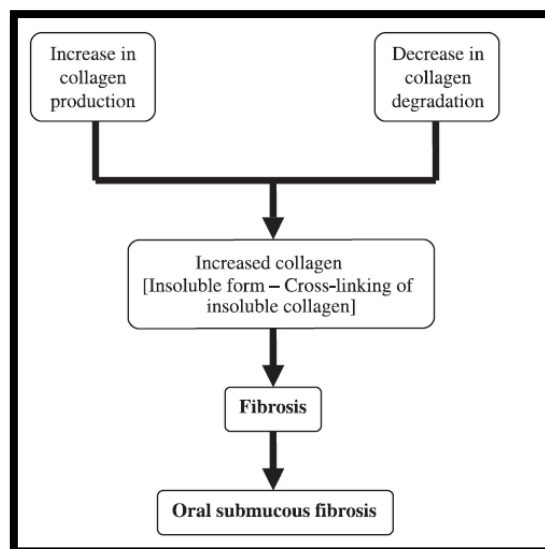 Increase in
collagen
production
Decrease in
collagen
degradation
Increased collagen
[Insoluble form – Cross-linking of
insoluble collagen]
Fibrosis
Oral submucous fibrosis